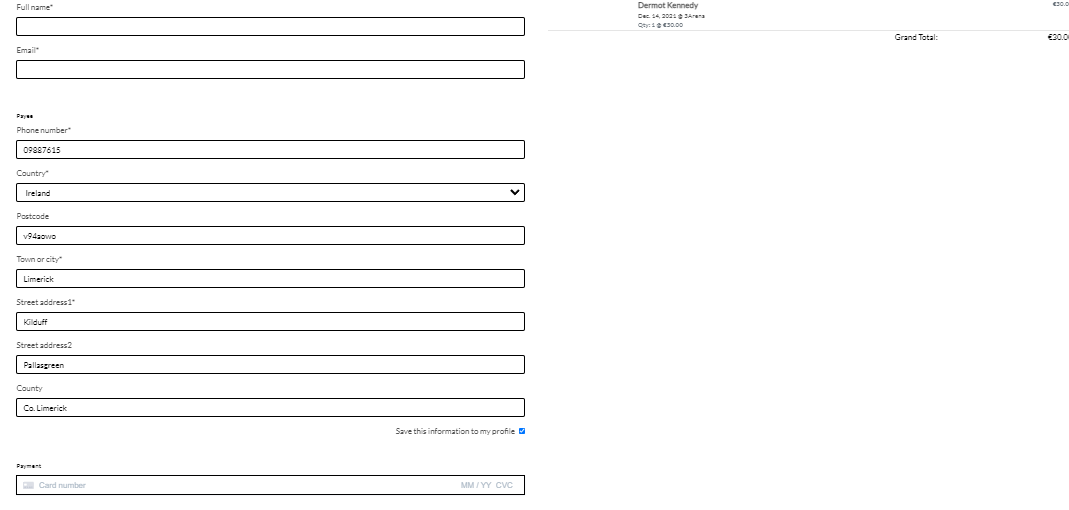 Full name*
Email*
Payee
Phone number*
09887615
Country*
Ireland
Postcode
v94aowo
Town or city*
Limerick
Street address1*
Kilduff
Street address2
Pallasgreen
County
Co. Limerick
Save this information to my profile
Payment
Card number MM / YY CVC
Dermot Kennedy €30.0
Dec. 14, 2021 @ 3Arena
Qty: 1 @ €30.00
Grand Total: €30.0